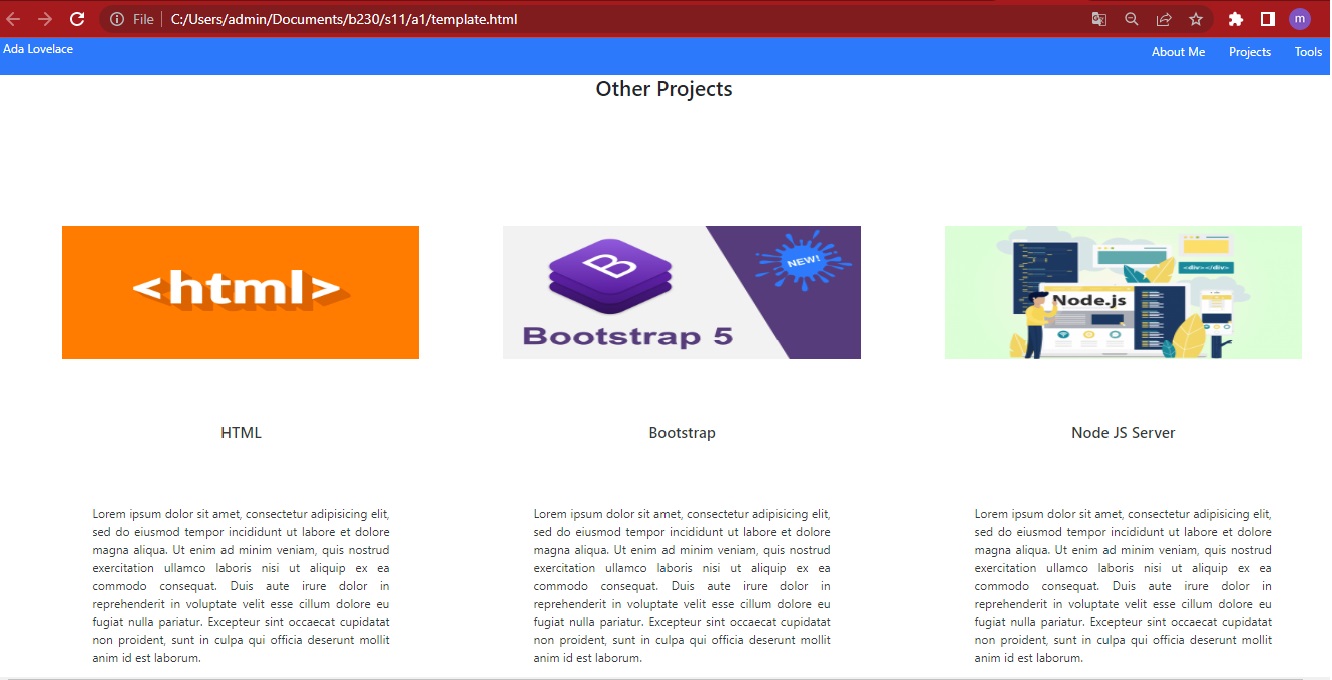 File C:/Users/admin/Documents/b230/s11/a1/template.html
m
Ada Lovelace
About Me Projects Tools
Other Projects
<html>
B
NEW!
Bootstrap 5
<div></div>
Node.js
HTML
Bootstrap
Node JS Server
Lorem ipsum dolor sit amet, consectetur adipisicing elit,
sed do eiusmod tempor incididunt ut labore et dolore
magna aliqua. Ut enim ad minim veniam, quis nostrud
exercitation ullamco laboris nisi ut aliquip ex ea
commodo consequat. Duis aute irure dolor in
reprehenderit in voluptate velit esse cillum dolore eu
fugiat nulla pariatur. Excepteur sint occaecat cupidatat
non proident, sunt in culpa qui officia deserunt mollit
anim id est laborum.
Lorem ipsum dolor sit amet, consectetur adipisicing elit,
sed do eiusmod tempor incididunt ut labore et dolore
magna aliqua. Ut enim ad minim veniam, quis nostrud
exercitation ullamco laboris nisi ut aliquip ex ea
commodo consequat. Duis aute irure dolor in
reprehenderit in voluptate velit esse cillum dolore eu
fugiat nulla pariatur. Excepteur sint occaecat cupidatat
non proident, sunt in culpa qui officia deserunt mollit
anim id est laborum.
Lorem ipsum dolor sit amet, consectetur adipisicing elit,
sed do eiusmod tempor incididunt ut labore et dolore
magna aliqua. Ut enim ad minim veniam, quis nostrud
exercitation ullamco laboris nisi ut aliquip ex ea
commodo consequat. Duis aute irure dolor in
reprehenderit in voluptate velit esse cillum dolore eu
fugiat nulla pariatur. Excepteur sint occaecat cupidatat
non proident, sunt in culpa qui officia deserunt mollit
anim id est laborum.